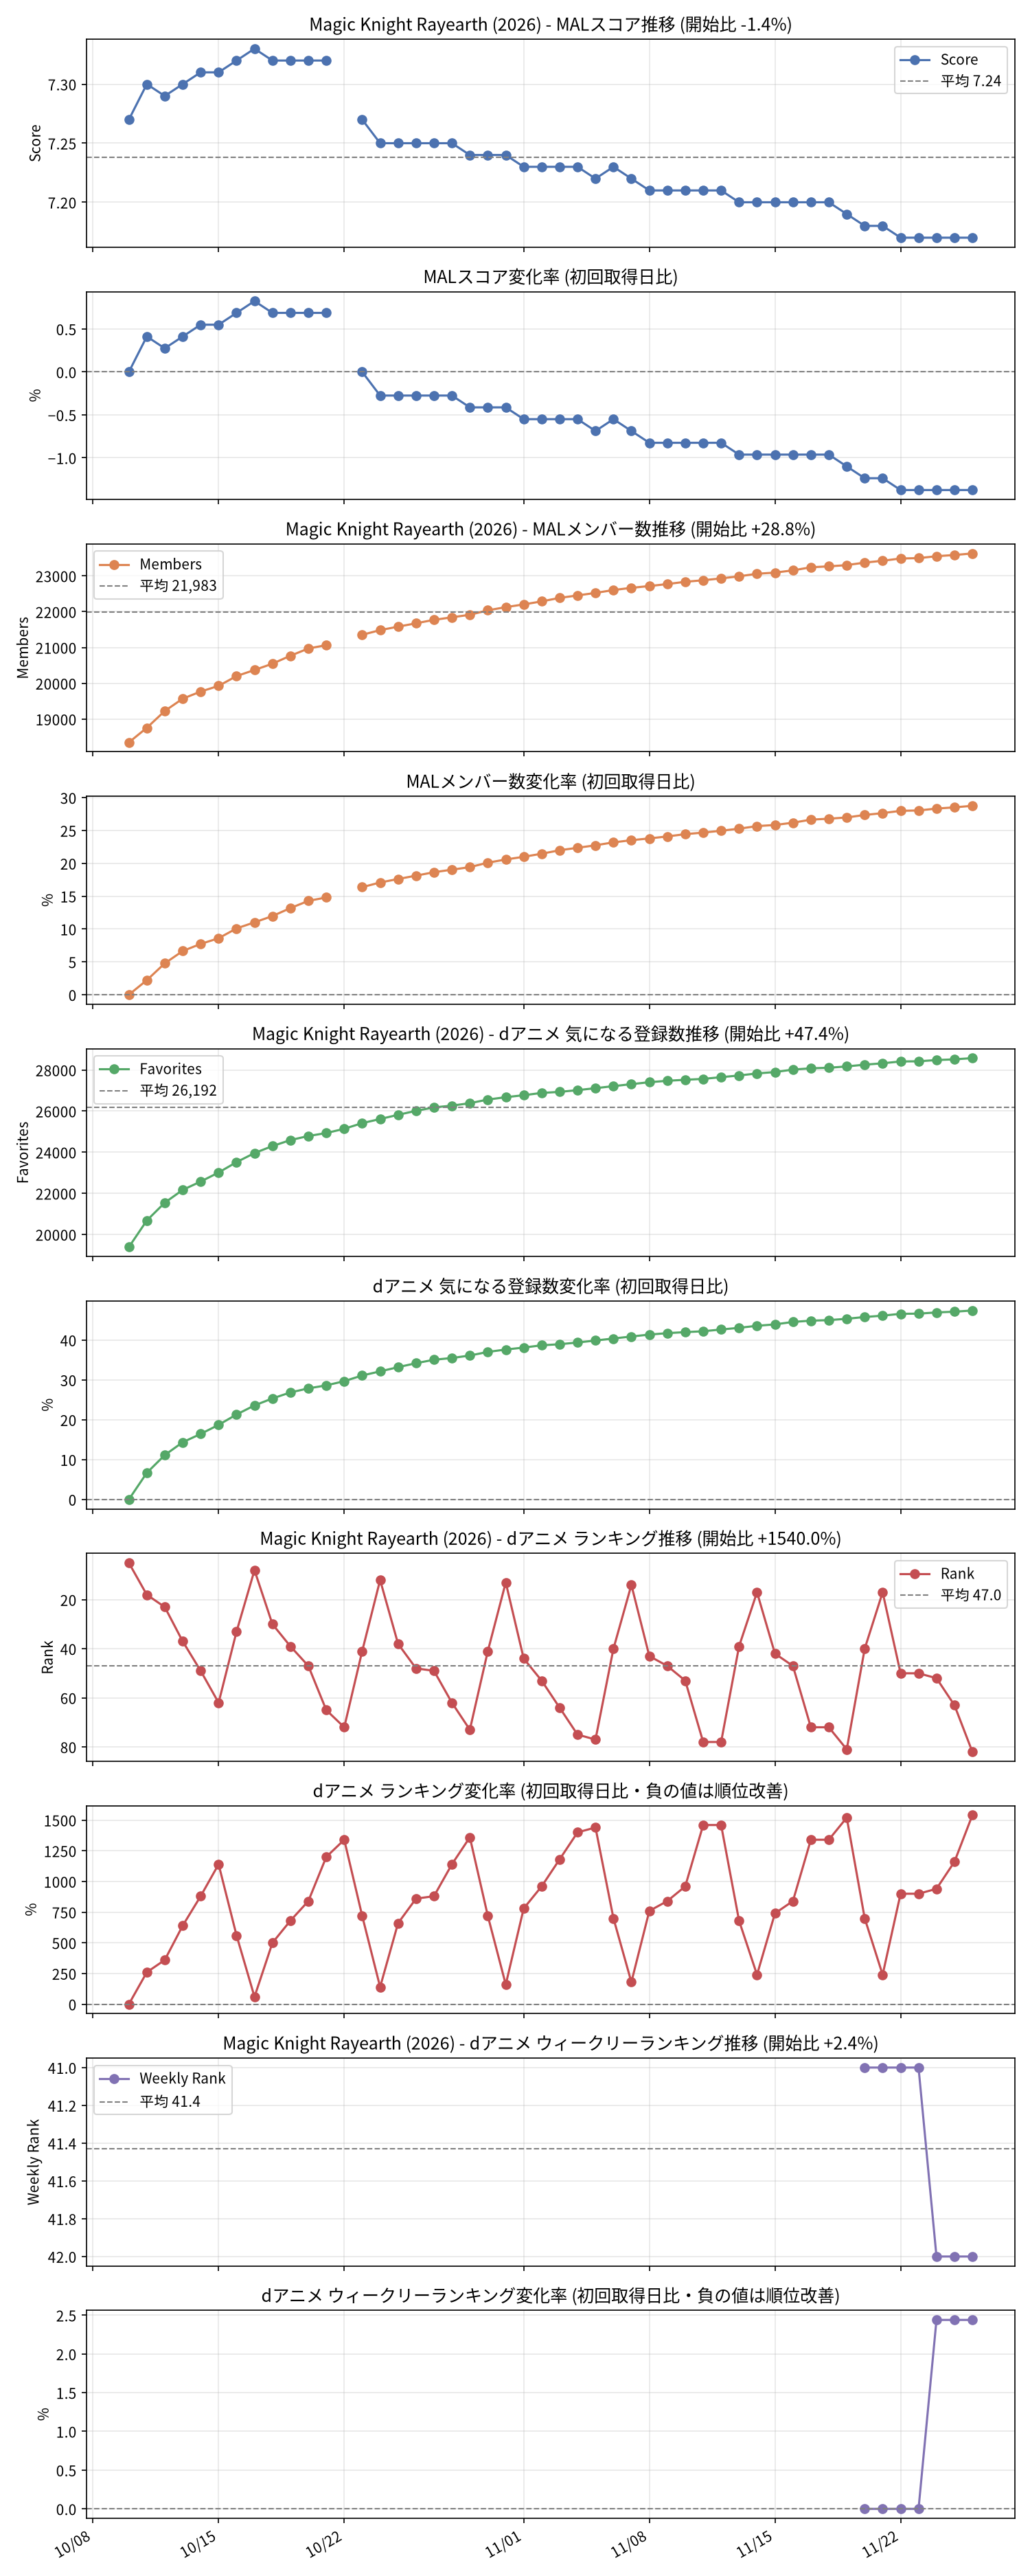 Magic Knight Rayearth (2026) - MALスコア推移 (開始比 -1.4%)
Score
平均 7.24
7.30
7.25
7.20
Score
MALスコア変化率 (初回取得日比)
0.5
0.0
−0.5
−1.0
%
Magic Knight Rayearth (2026) - MALメンバー数推移 (開始比 +28.8%)
Members
平均 21,983
23000
22000
21000
20000
19000
Members
MALメンバー数変化率 (初回取得日比)
30
25
20
15
10
5
0
%
Magic Knight Rayearth (2026) - dアニメ 気になる登録数推移 (開始比 +47.4%)
Favorites
平均 26,192
28000
26000
24000
22000
20000
Favorites
dアニメ 気になる登録数変化率 (初回取得日比)
40
30
20
10
0
%
Magic Knight Rayearth (2026) - dアニメ ランキング推移 (開始比 +1540.0%)
Rank
平均 47.0
20
40
60
80
Rank
dアニメ ランキング変化率 (初回取得日比・負の値は順位改善)
1500
1250
1000
750
500
250
0
%
Magic Knight Rayearth (2026) - dアニメ ウィークリーランキング推移 (開始比 +2.4%)
Weekly Rank
平均 41.4
41.0
41.2
41.4
41.6
41.8
42.0
Weekly Rank
dアニメ ウィークリーランキング変化率 (初回取得日比・負の値は順位改善)
2.5
2.0
1.5
1.0
0.5
0.0
%
10/08
10/15
10/22
11/01
11/08
11/15
11/22